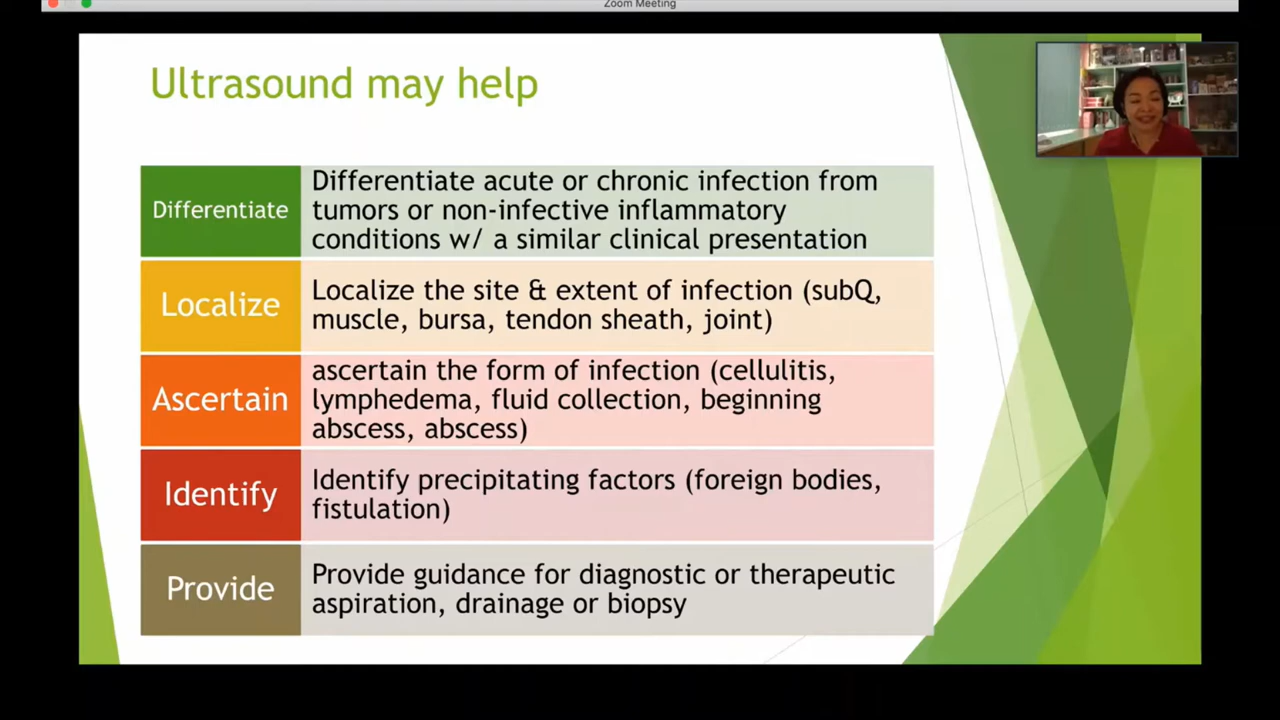 Zoom Meeting
Ultrasound may help
Differentiate
Differentiate acute or chronic infection from
tumors or non-infective inflammatory
conditions w/ a similar clinical presentation
Localize
Localize the site & extent of infection (subQ,
muscle, bursa, tendon sheath, joint)
Ascertain
ascertain the form of infection (cellulitis,
lymphedema, fluid collection, beginning
abscess, abscess)
Identify
Identify precipitating factors (foreign bodies,
fistulation)
Provide
Provide guidance for diagnostic or therapeutic
aspiration, drainage or biopsy